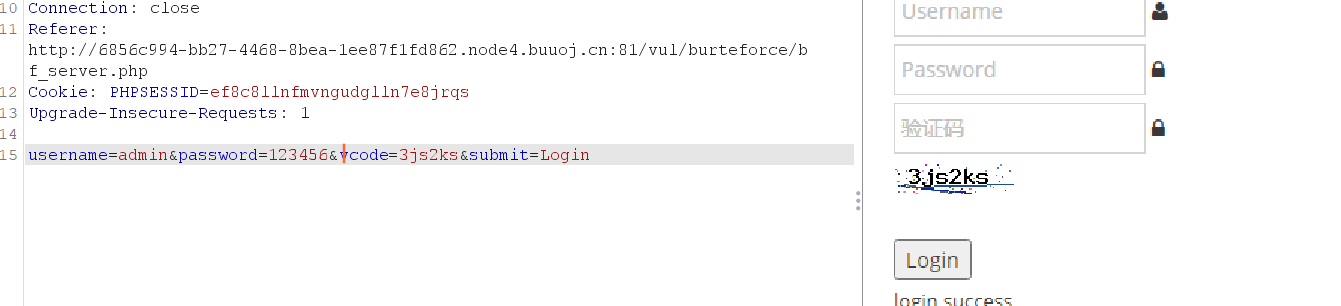 10 Connection: close
11 Referer:
http://6856c994-bb27-4468-8bea-1ee87f1fd862.node4.buuoj.cn:81/vul/burteforce/b
f_server.php
12 Cookie: PHPSESSID=ef8c8llnfmvngudglln7e8jrqs
13 Upgrade-Insecure-Requests: 1
14
15 username=admin&password=123456&vcode=3js2ks&submit=Login
Username
Password
验证码
3js2ks
Login
login success